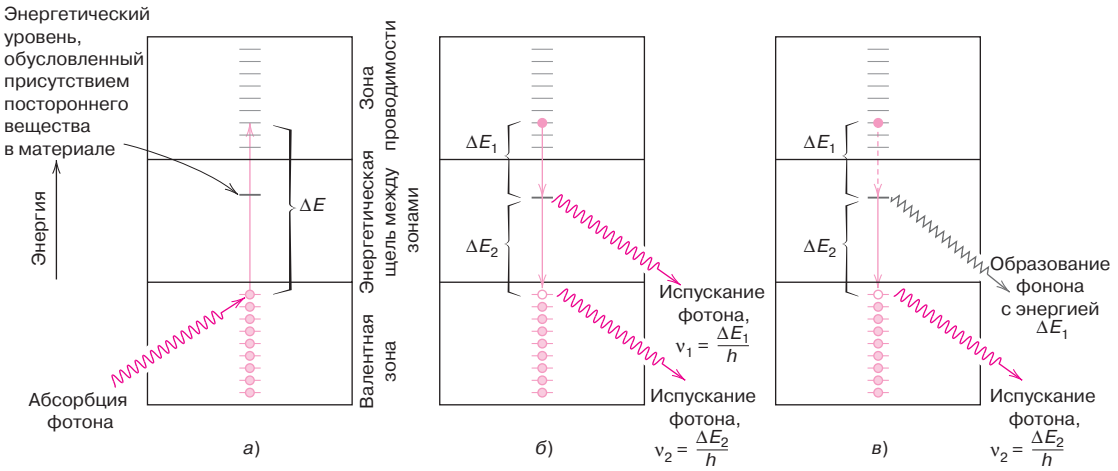 Энергетический
уровень,
обусловленный
присутствием
постороннего
вещества
в материале
Энергия
Абсорбция
фотона
ΔE
Зона
проводимости
Энергетическая
щель между
зонами
Валентная
зона
а)
ΔE₁
ΔE₂
Испускание
фотона,
ν₁ = ΔE₁/h
Испускание
фотона,
ν₂ = ΔE₂/h
б)
ΔE₁
ΔE₂
Образование
фонона
с энергией
ΔE₁
Испускание
фотона,
ν₂ = ΔE₂/h
в)